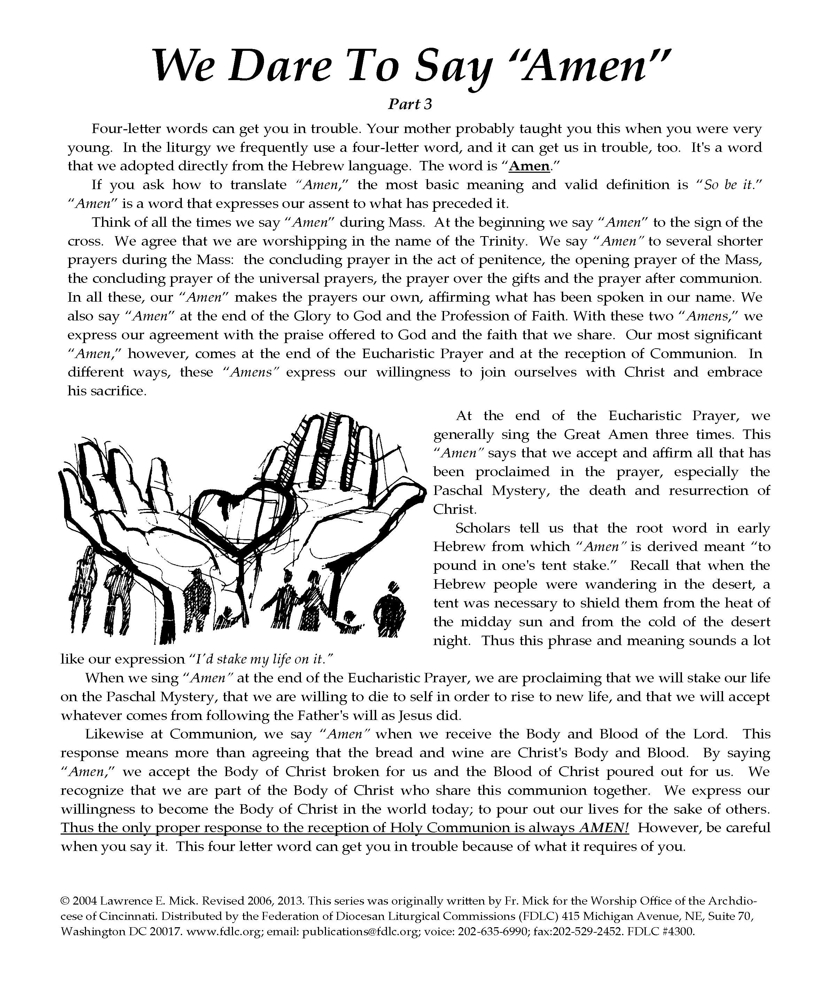 We Dare To Say “Amen”
Part 3
Four-letter words can get you in trouble. Your mother probably taught you this when you were very
young.  In the liturgy we frequently use a four-letter word, and it can get us in trouble, too.  It's a word
that we adopted directly from the Hebrew language.  The word is “Amen.”
If you ask how to translate “Amen,” the most basic meaning and valid definition is “So be it.”
“Amen” is a word that expresses our assent to what has preceded it.
Think of all the times we say “Amen” during Mass.  At the beginning we say “Amen” to the sign of the
cross.  We agree that we are worshipping in the name of the Trinity.  We say “Amen” to several shorter
prayers during the Mass:  the concluding prayer in the act of penitence, the opening prayer of the Mass,
the concluding prayer of the universal prayers, the prayer over the gifts and the prayer after communion.
In all these, our “Amen” makes the prayers our own, affirming what has been spoken in our name. We
also say “Amen” at the end of the Glory to God and the Profession of Faith. With these two “Amens,” we
express our agreement with the praise offered to God and the faith that we share.  Our most significant
“Amen,” however, comes at the end of the Eucharistic Prayer and at the reception of Communion.  In
different ways, these “Amens” express our willingness to join ourselves with Christ and embrace
his sacrifice.
At the end of the Eucharistic Prayer, we
generally sing the Great Amen three times. This
“Amen” says that we accept and affirm all that has
been proclaimed in the prayer, especially the
Paschal Mystery, the death and resurrection of
Christ.
Scholars tell us that the root word in early
Hebrew from which “Amen” is derived meant “to
pound in one's tent stake.”  Recall that when the
Hebrew people were wandering in the desert, a
tent was necessary to shield them from the heat of
the midday sun and from the cold of the desert
night.  Thus this phrase and meaning sounds a lot
like our expression “I'd stake my life on it.”
When we sing “Amen” at the end of the Eucharistic Prayer, we are proclaiming that we will stake our life
on the Paschal Mystery, that we are willing to die to self in order to rise to new life, and that we will accept
whatever comes from following the Father's will as Jesus did.
Likewise at Communion, we say “Amen” when we receive the Body and Blood of the Lord.  This
response means more than agreeing that the bread and wine are Christ's Body and Blood.  By saying
“Amen,” we accept the Body of Christ broken for us and the Blood of Christ poured out for us.  We
recognize that we are part of the Body of Christ who share this communion together.  We express our
willingness to become the Body of Christ in the world today; to pour out our lives for the sake of others.
Thus the only proper response to the reception of Holy Communion is always AMEN!  However, be careful
when you say it.  This four letter word can get you in trouble because of what it requires of you.
© 2004 Lawrence E. Mick. Revised 2006, 2013. This series was originally written by Fr. Mick for the Worship Office of the Archdio-
cese of Cincinnati. Distributed by the Federation of Diocesan Liturgical Commissions (FDLC) 415 Michigan Avenue, NE, Suite 70,
Washington DC 20017. www.fdlc.org; email: publications@fdlc.org; voice: 202-635-6990; fax:202-529-2452. FDLC #4300.